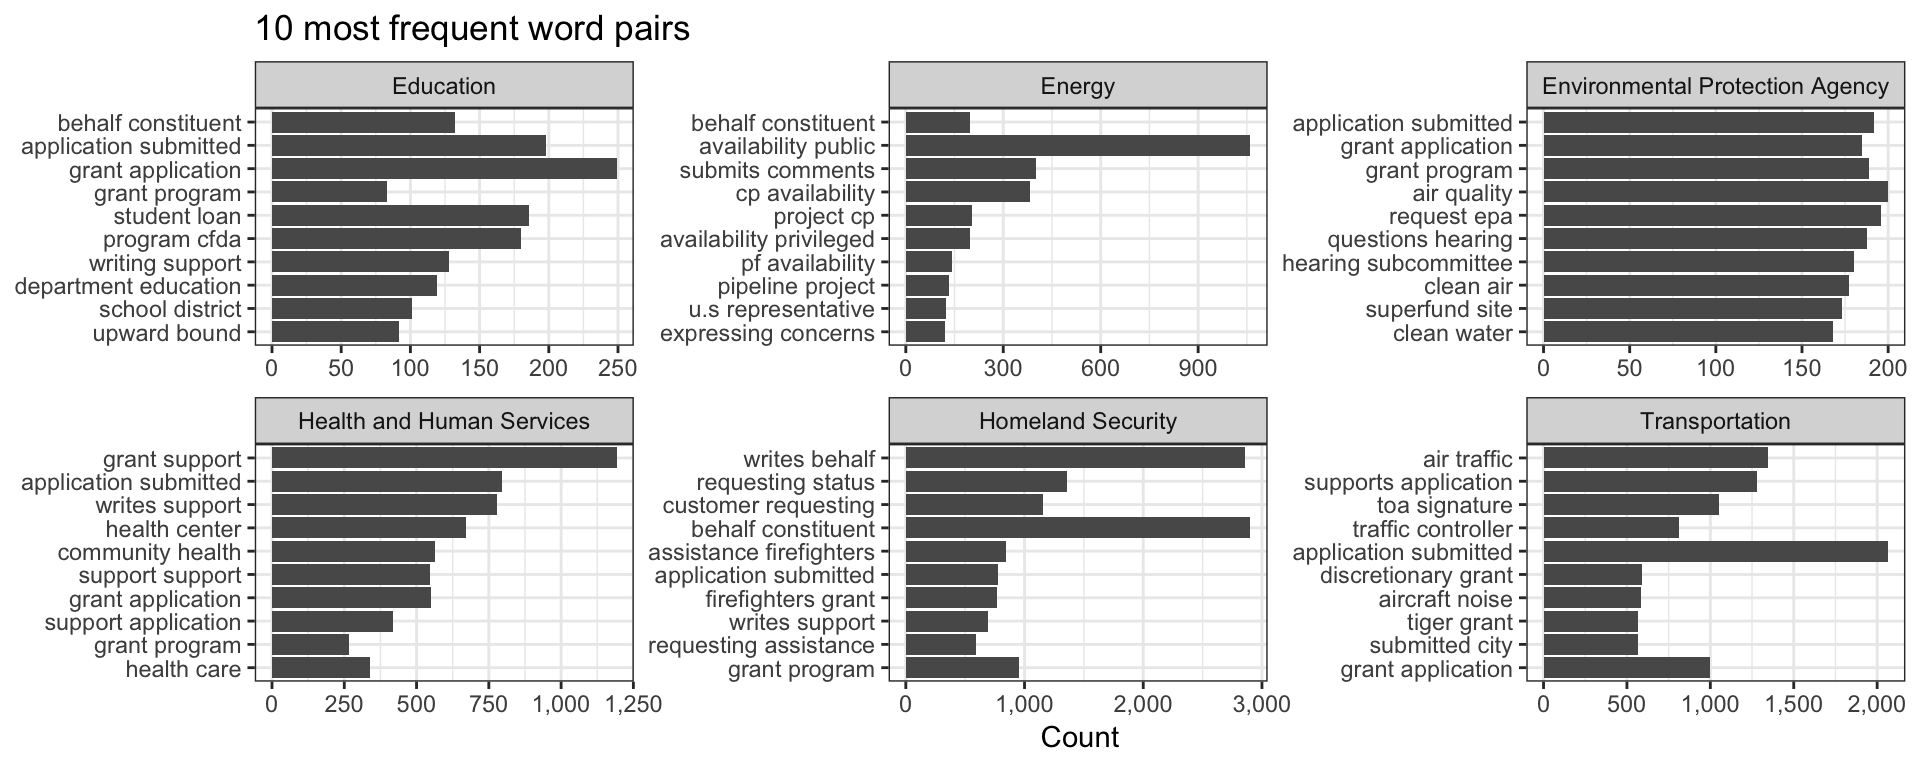 10 most frequent word pairs
Education
behalf constituent
application submitted
grant application
grant program
student loan
program cfda
writing support
department education
school district
upward bound
0 50 100 150 200 250
Energy
behalf constituent
availability public
submits comments
cp availability
project cp
availability privileged
pf availability
pipeline project
u.s representative
expressing concerns
0 300 600 900
Environmental Protection Agency
application submitted
grant application
grant program
air quality
request epa
questions hearing
hearing subcommittee
clean air
superfund site
clean water
0 50 100 150 200
Health and Human Services
grant support
application submitted
writes support
health center
community health
support support
grant application
support application
grant program
health care
0 250 500 750 1,000 1,250
Homeland Security
writes behalf
requesting status
customer requesting
behalf constituent
assistance firefighters
application submitted
firefighters grant
writes support
requesting assistance
grant program
0 1,000 2,000 3,000
Transportation
air traffic
supports application
toa signature
traffic controller
application submitted
discretionary grant
aircraft noise
tiger grant
submitted city
grant application
0 500 1,000 1,500 2,000
Count